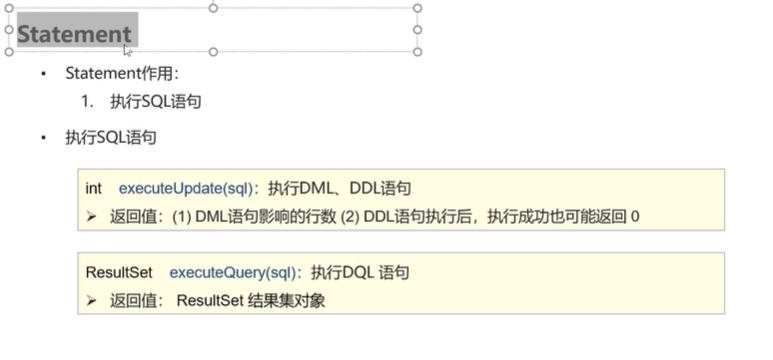 Statement
• Statement作用：
1. 执行SQL语句
• 执行SQL语句
int executeUpdate(sql)：执行DML、DDL语句
➢ 返回值：(1) DML语句影响的行数 (2) DDL语句执行后，执行成功也可能返回 0
ResultSet executeQuery(sql)：执行DQL 语句
➢ 返回值： ResultSet 结果集对象